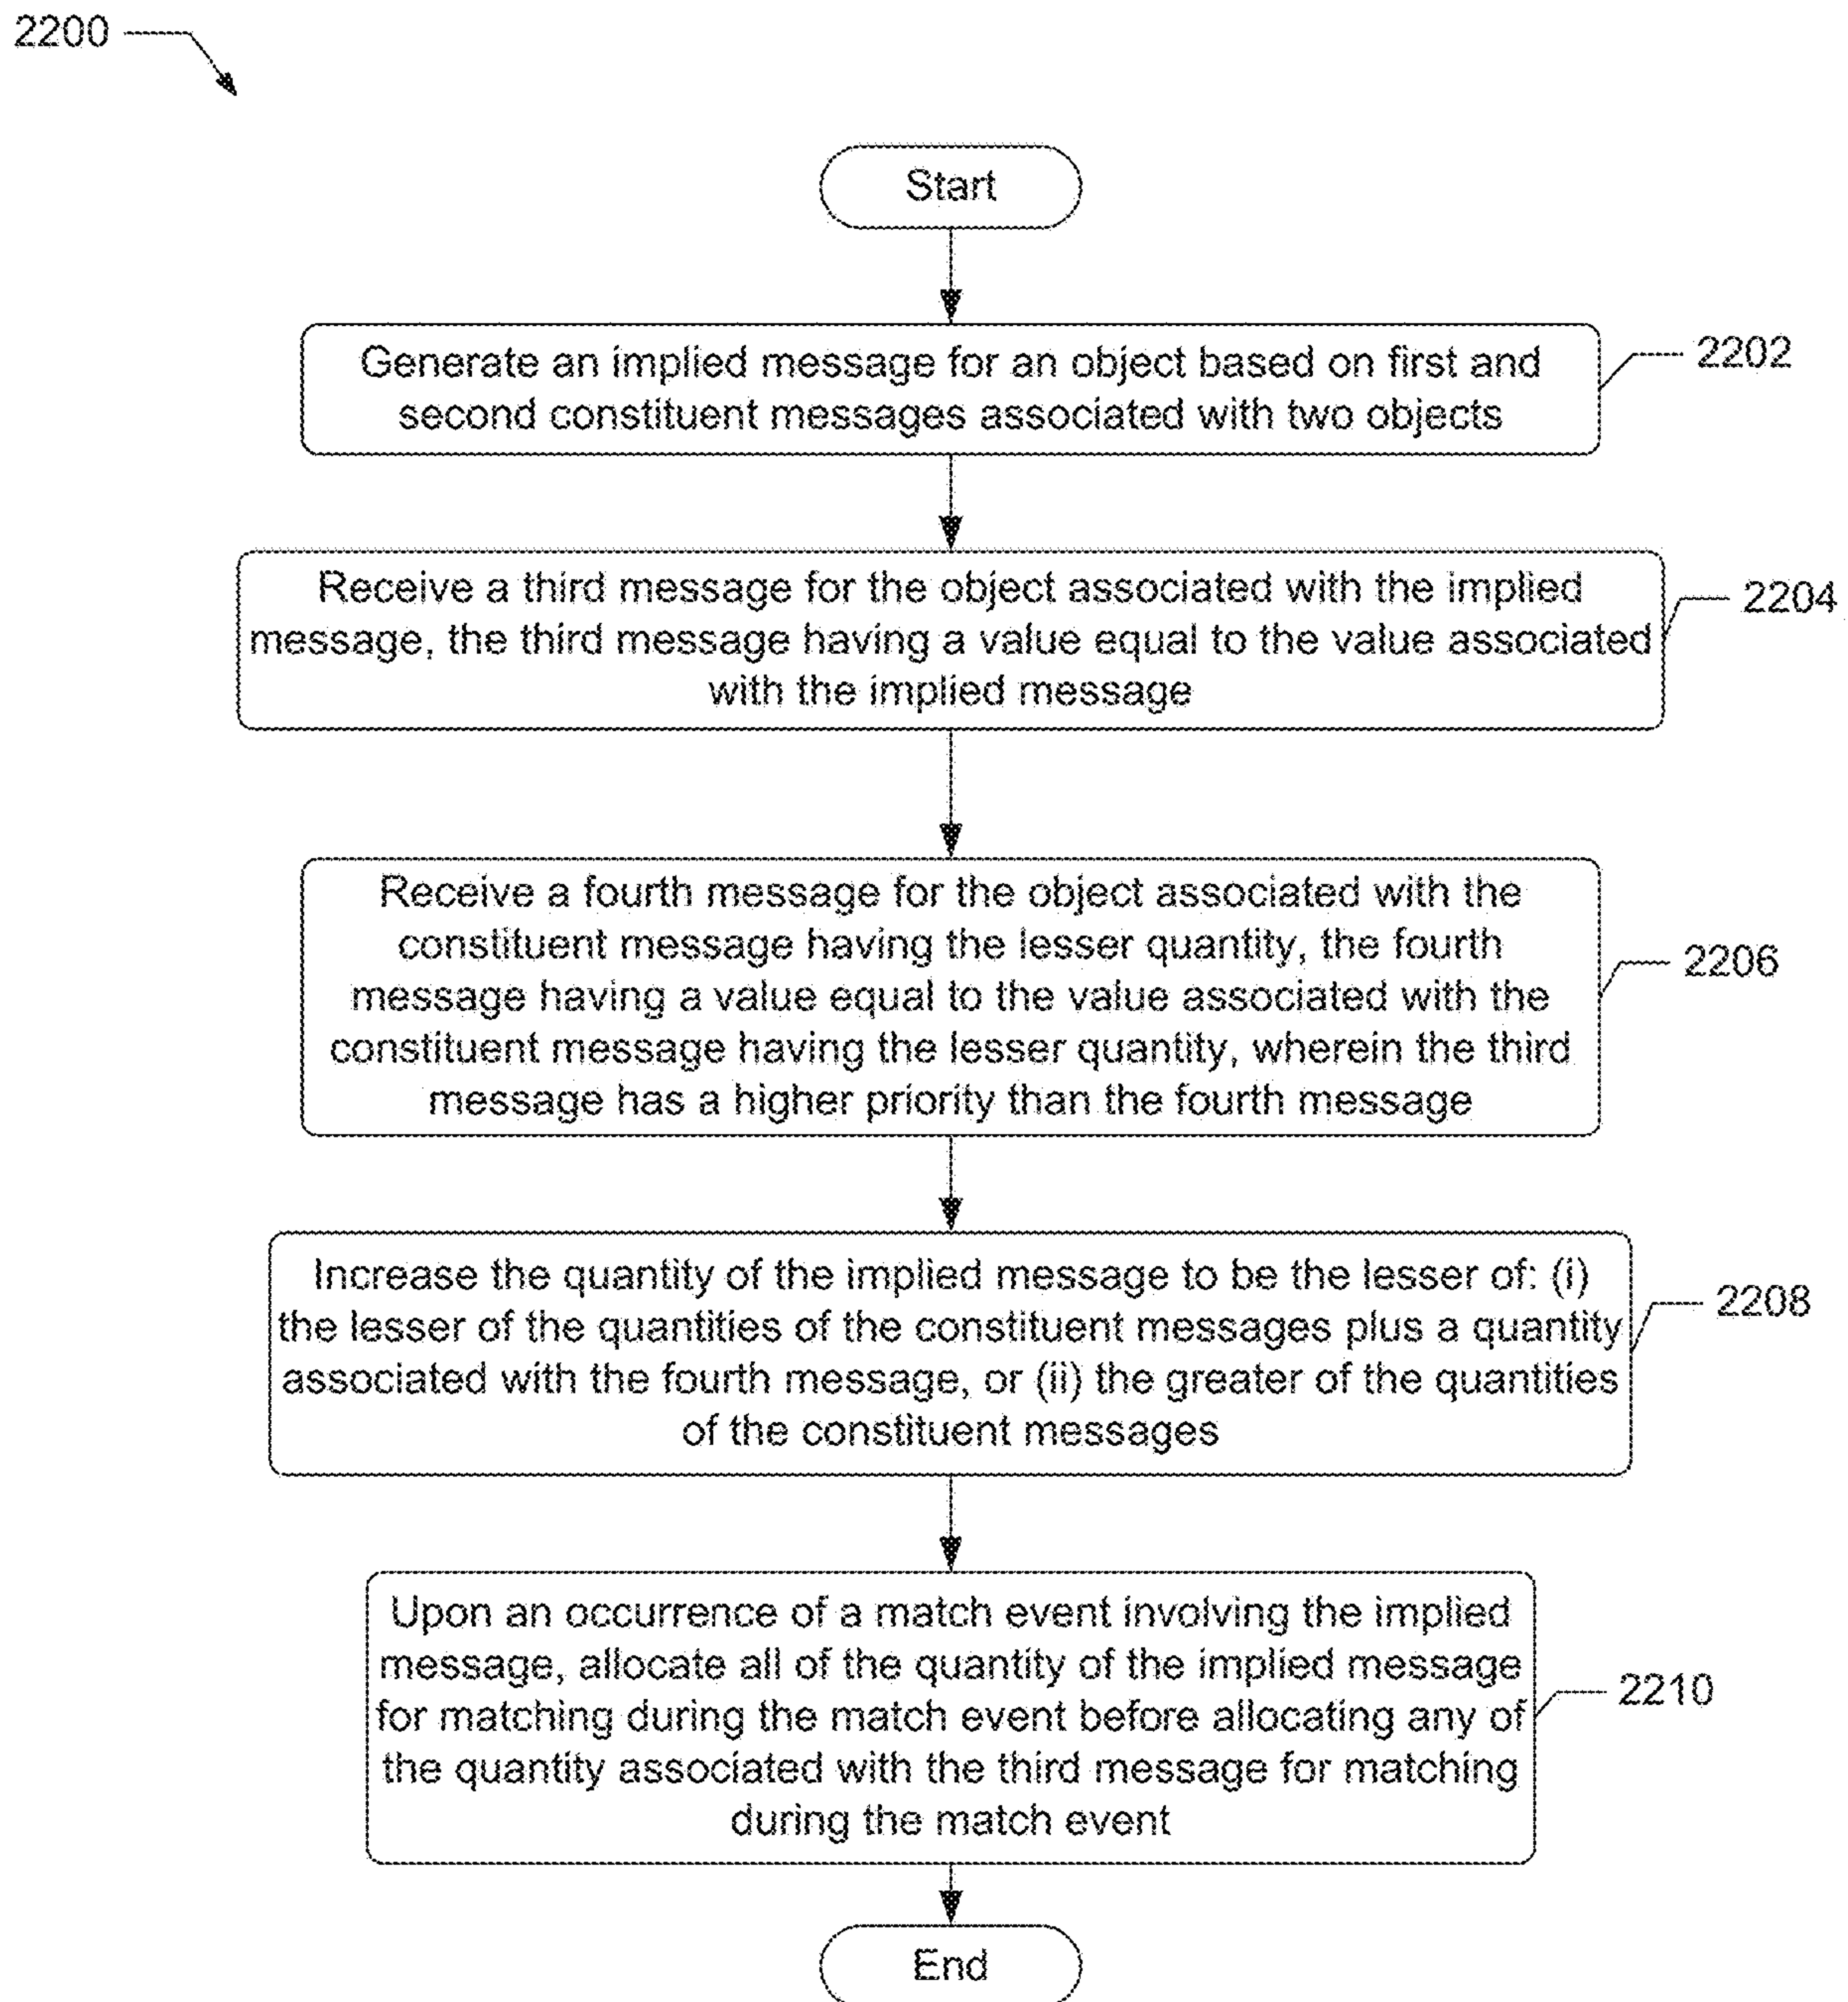 2200
Start
Generate an implied message for an object based on first and
second constituent messages associated with two objects
2202
Receive a third message for the object associated with the implied
message, the third message having a value equal to the value associated
with the implied message
2204
Receive a fourth message for the object associated with the
constituent message having the lesser quantity, the fourth
message having a value equal to the value associated with the
constituent message having the lesser quantity, wherein the third
message has a higher priority than the fourth message
2206
Increase the quantity of the implied message to be the lesser of: (i)
the lesser of the quantities of the constituent messages plus a quantity
associated with the fourth message, or (ii) the greater of the quantities
of the constituent messages
2208
Upon an occurrence of a match event involving the implied
message, allocate all of the quantity of the implied message
for matching during the match event before allocating any of
the quantity associated with the third message for matching
during the match event
2210
End